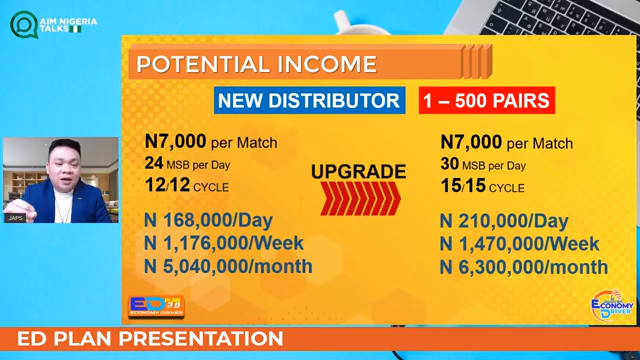 AIM NIGERIA
TALKS
POTENTIAL INCOME
NEW DISTRIBUTOR
1 – 500 PAIRS
N7,000 per Match
24 MSB per Day
12/12 CYCLE
UPGRADE
N7,000 per Match
30 MSB per Day
15/15 CYCLE
N 168,000/Day
N 1,176,000/Week
N 5,040,000/month
N 210,000/Day
N 1,470,000/Week
N 6,300,000/month
JAPS
ED PLAN 2.0
ECONOMY DRIVER
ECONOMY
DRIVER
ED PLAN PRESENTATION